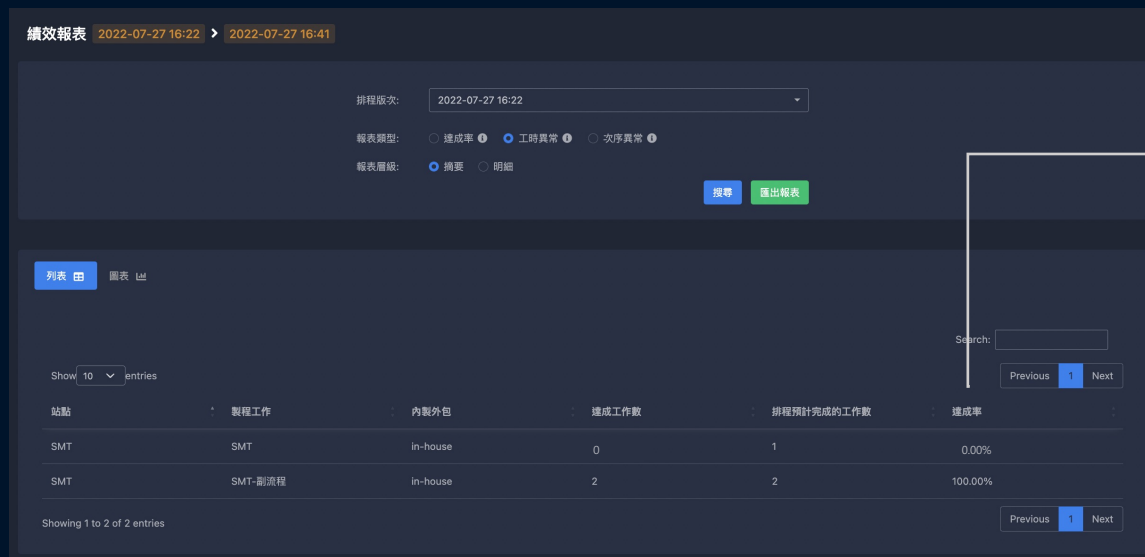 績效報表 2022-07-27 16:22 > 2022-07-27 16:41
排程版次: 2022-07-27 16:22
報表類型: 達成率 工時異常 次序異常
報表層級: 摘要 明細
搜尋 匯出報表
列表 圖表
Search:
Show 10 entries
Previous 1 Next
站點 製程工作 內製外包 達成工作數 排程預計完成的工作數 達成率
SMT SMT in-house 0 1 0.00%
SMT SMT-副流程 in-house 2 2 100.00%
Showing 1 to 2 of 2 entries
Previous 1 Next